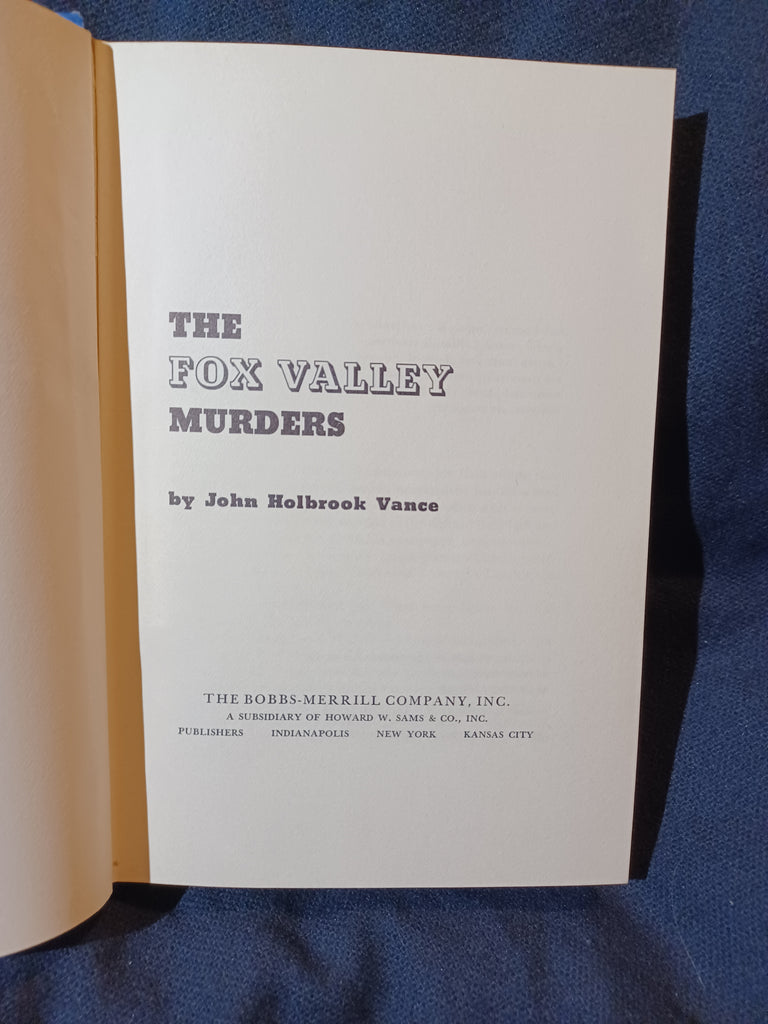 THE
FOX VALLEY
MURDERS
by John Holbrook Vance
THE BOBBS-MERRILL COMPANY, INC.
A SUBSIDIARY OF HOWARD W. SAMS & CO., INC.
PUBLISHERS INDIANAPOLIS NEW YORK KANSAS CITY